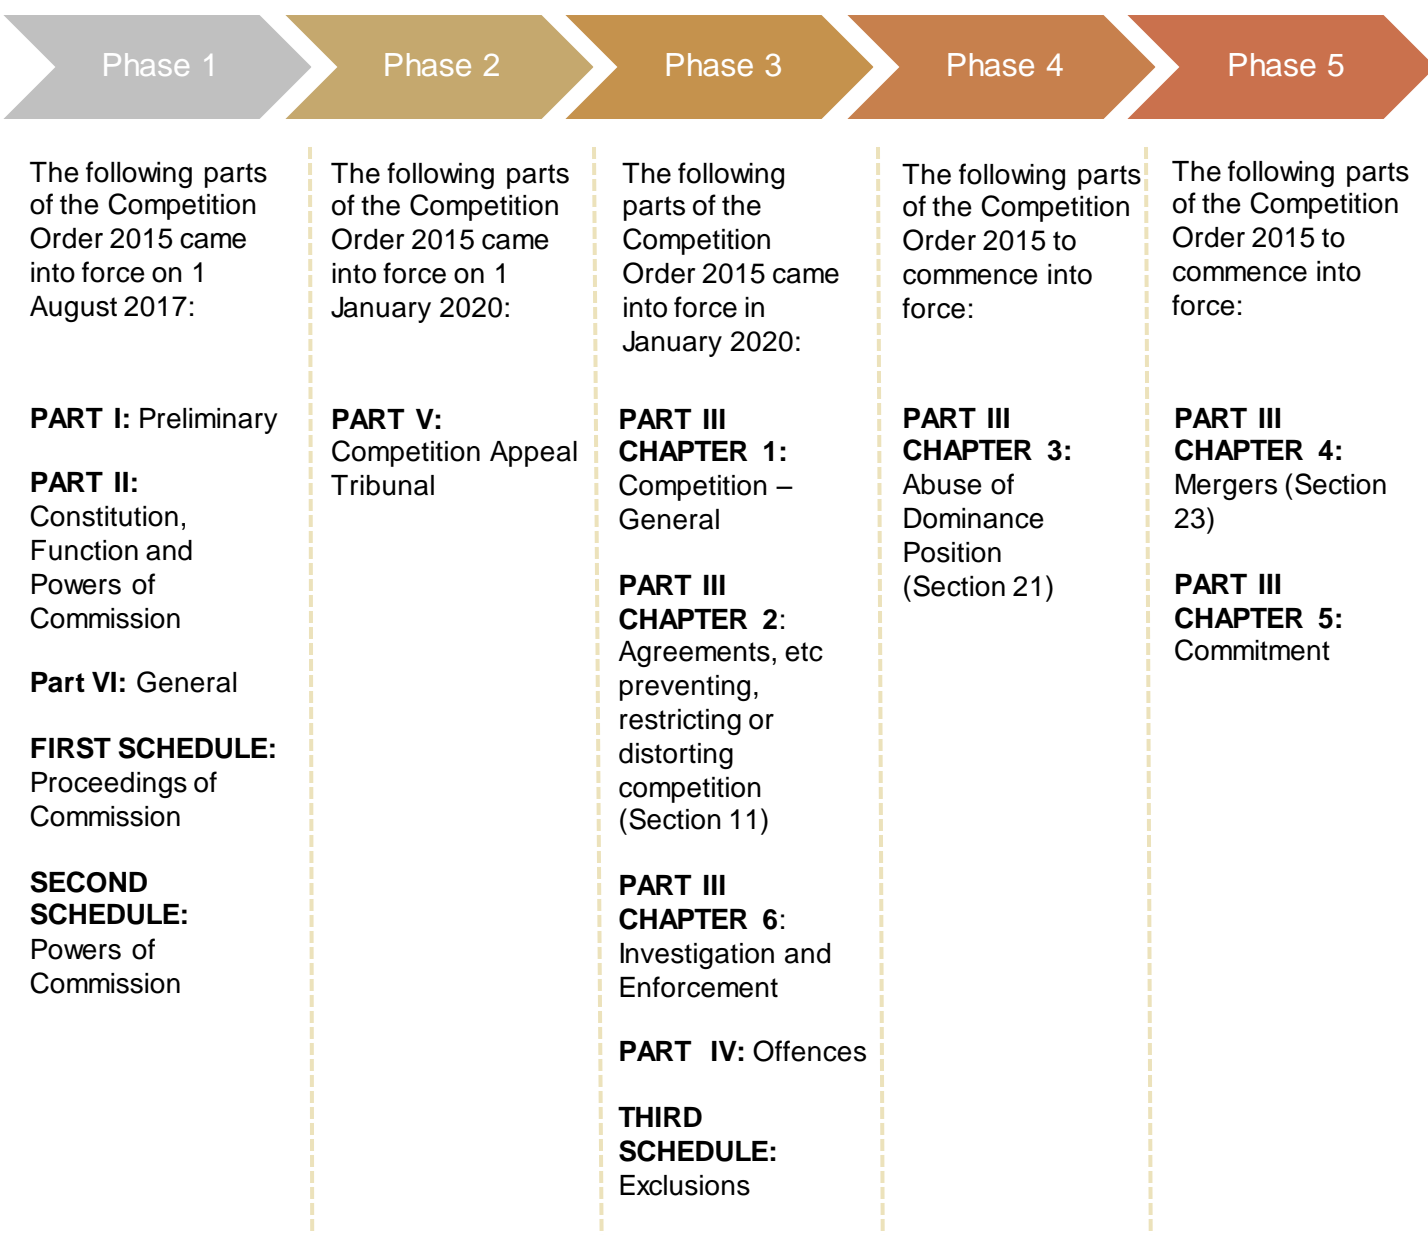 Phase 1
Phase 2
Phase 3
Phase 4
Phase 5
The following parts
of the Competition
Order 2015 came
into force on 1
August 2017:
PART I: Preliminary
PART II:
Constitution,
Function and
Powers of
Commission
Part VI: General
FIRST SCHEDULE:
Proceedings of
Commission
SECOND
SCHEDULE:
Powers of
Commission
The following parts
of the Competition
Order 2015 came
into force on 1
January 2020:
PART V:
Competition Appeal
Tribunal
The following
parts of the
Competition
Order 2015 came
into force in
January 2020:
PART III
CHAPTER 1:
Competition –
General
PART III
CHAPTER 2:
Agreements, etc
preventing,
restricting or
distorting
competition
(Section 11)
PART III
CHAPTER 6:
Investigation and
Enforcement
PART IV: Offences
THIRD
SCHEDULE:
Exclusions
The following parts
of the Competition
Order 2015 to
commence into
force:
PART III
CHAPTER 3:
Abuse of
Dominance
Position
(Section 21)
The following parts
of the Competition
Order 2015 to
commence into
force:
PART III
CHAPTER 4:
Mergers (Section
23)
PART III
CHAPTER 5:
Commitment